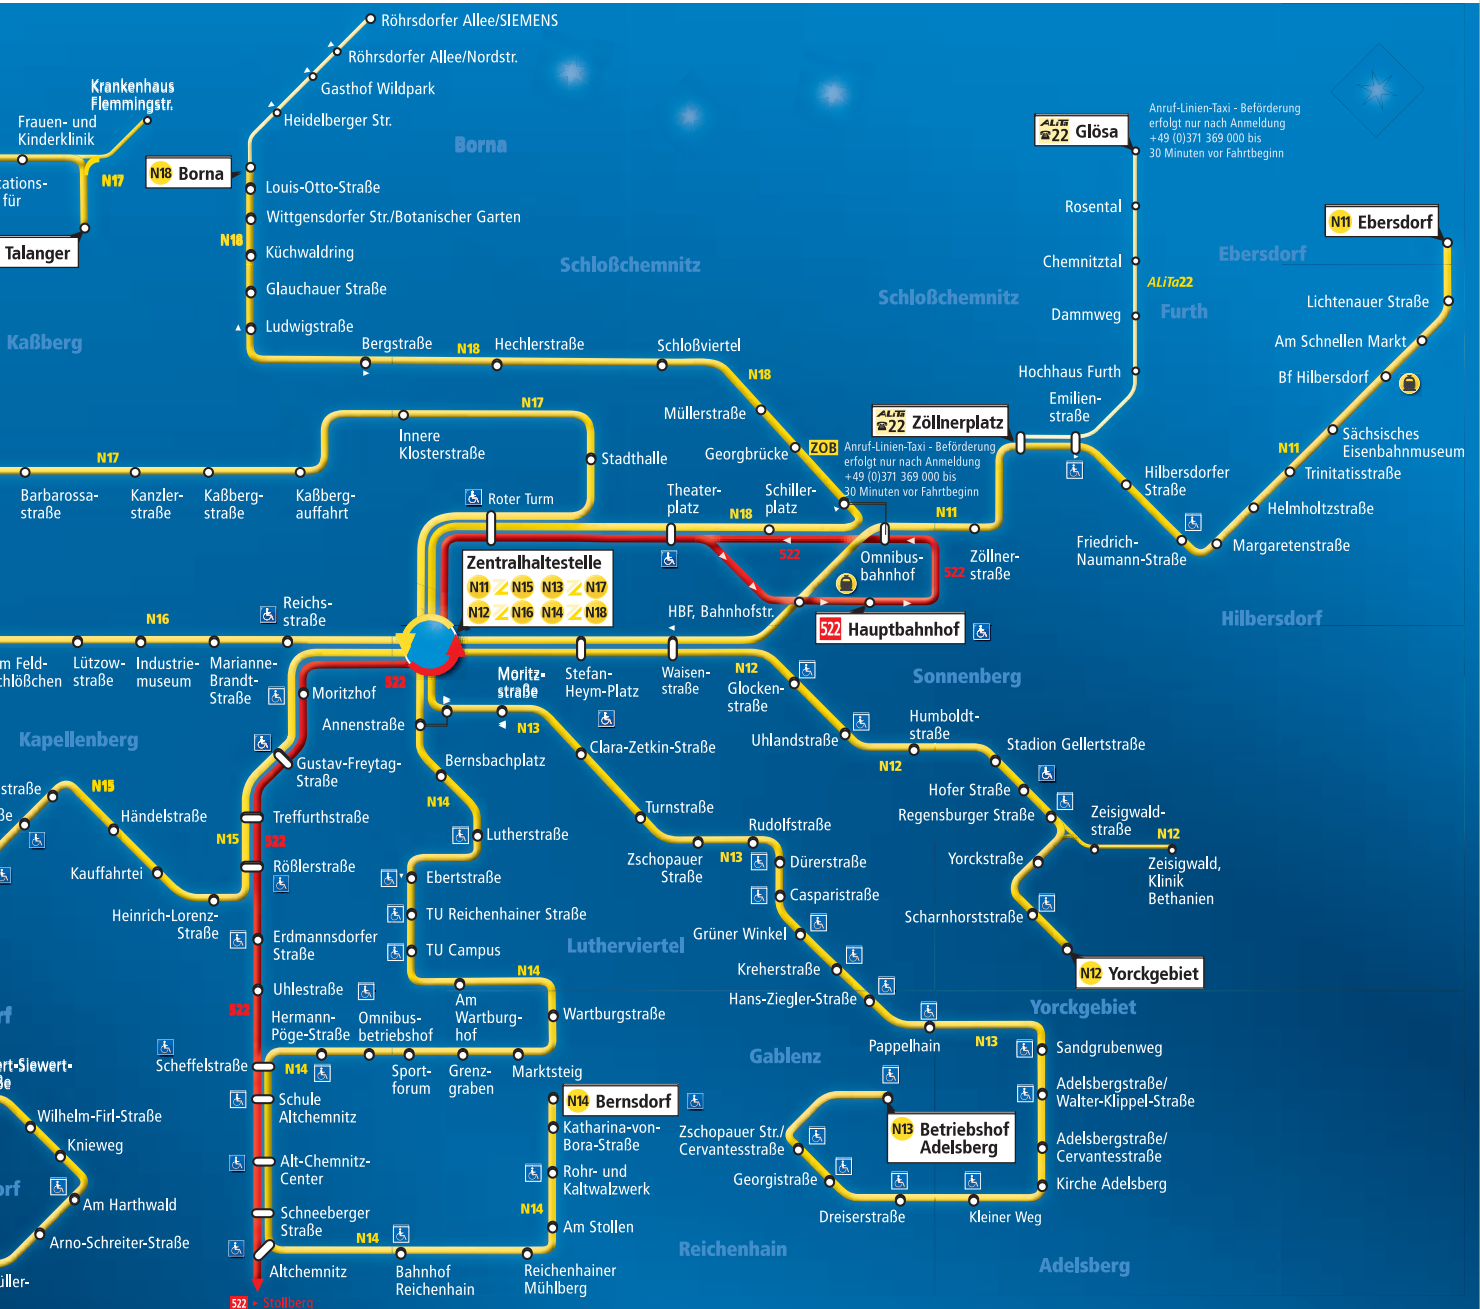 Röhrsdorfer Allee/SIEMENS
Röhrsdorfer Allee/Nordstr.
Gasthof Wildpark
Heidelberger Str.
Krankenhaus
Flemmingstr.
Frauen- und
Kinderklinik
N17
Talanger
für
Borna
N18 Borna
Louis-Otto-Straße
Wittgensdorfer Str./Botanischer Garten
N18
Küchwaldring
Glauchauer Straße
Ludwigstraße
Schloßchemnitz
Schloßchemnitz
Kaßberg
Bergstraße
N18
Hechlerstraße
Schloßviertel
N18
Müllerstraße
Georgbrücke
ZOB
ALiTa
22 Glösa
Anruf-Linien-Taxi - Beförderung
erfolgt nur nach Anmeldung
+49 (0)371 369 000 bis
30 Minuten vor Fahrtbeginn
Rosental
Chemnitztal
ALiTa22
Dammweg
Furth
Hochhaus Furth
Emilien-
straße
N11 Ebersdorf
Ebersdorf
Lichtenauer Straße
Am Schnellen Markt
Bf Hilbersdorf
Sächsisches
Eisenbahnmuseum
N11
Trinitatisstraße
Helmholtzstraße
Margaretenstraße
Hilbersdorfer
Straße
Friedrich-
Naumann-Straße
Hilbersdorf
ALiTa
22 Zöllnerplatz
Anruf-Linien-Taxi - Beförderung
erfolgt nur nach Anmeldung
+49 (0)371 369 000 bis
30 Minuten vor Fahrtbeginn
N17
N17
Innere
Klosterstraße
Stadthalle
Barbarossa-
straße
Kanzler-
straße
Kaßberg-
straße
Kaßberg-
auffahrt
Roter Turm
Theater-
platz
N18
Schiller-
platz
N11
522
Omnibus-
bahnhof
522
Zöllner-
straße
Zentralhaltestelle
N11 N15 N13 N17
N12 N16 N14 N18
HBF, Bahnhofstr.
522 Hauptbahnhof
N16
Reichs-
straße
Lützow-
straße
Industrie-
museum
Marianne-
Brandt-
Straße
Moritzhof
522
Annenstraße
Moritz-
straße
N13
Stefan-
Heym-Platz
Waisen-
straße
N12
Glocken-
straße
Sonnenberg
Uhlandstraße
Humboldt-
straße
N12
Stadion Gellertstraße
Hofer Straße
Regensburger Straße
Zeisigwald-
straße
N12
Zeisigwald,
Klinik
Bethanien
Yorckstraße
Scharnhorststraße
N12 Yorckgebiet
Yorckgebiet
Kapellenberg
Gustav-Freytag-
Straße
Bernsbachplatz
Clara-Zetkin-Straße
N15
Händelstraße
Kauffahrtei
Heinrich-Lorenz-
Straße
N15
Treffurthstraße
522
Rößlerstraße
N14
Lutherstraße
Ebertstraße
TU Reichenhainer Straße
TU Campus
Lutherviertel
Turnstraße
Zschopauer
Straße
N13
Rudolfstraße
Dürerstraße
Casparistraße
Grüner Winkel
Kreherstraße
Hans-Ziegler-Straße
Pappelhain
N13
Erdmannsdorfer
Straße
Uhlestraße
522
Hermann-
Pöge-Straße
Omnibus-
betriebshof
N14
Am
Wartburg-
hof
Wartburgstraße
Gablenz
Scheffelstraße
N14
Sport-
forum
Grenz-
graben
Marktsteig
Sandgrubenweg
Adelsbergstraße/
Walter-Klippel-Straße
Adelsbergstraße/
Cervantesstraße
Kirche Adelsberg
Schule
Altchemnitz
N14 Bernsdorf
Katharina-von-
Bora-Straße
Zschopauer Str./
Cervantesstraße
N13 Betriebshof
Adelsberg
Wilhelm-Firl-Straße
Knieweg
Am Harthwald
Arno-Schreiter-Straße
Alt-Chemnitz-
Center
Rohr- und
Kaltwalzwerk
Georgistraße
Dreiserstraße
Kleiner Weg
Schneeberger
Straße
N14
N14
Am Stollen
Altchemnitz
Bahnhof
Reichenhain
Reichenhainer
Mühlberg
Reichenhain
Adelsberg
522 Stollberg